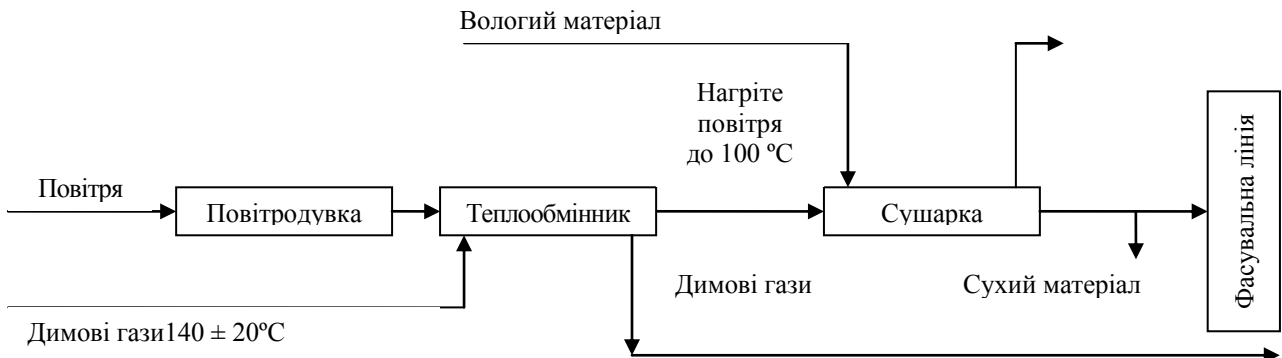 Вологий матеріал
Нагріте
повітря
до 100 ºС
Повітря
Повітродувка
Теплообмінник
Сушарка
Фасувальна лінія
Димові гази
Сухий матеріал
Димові гази140 ± 20ºС